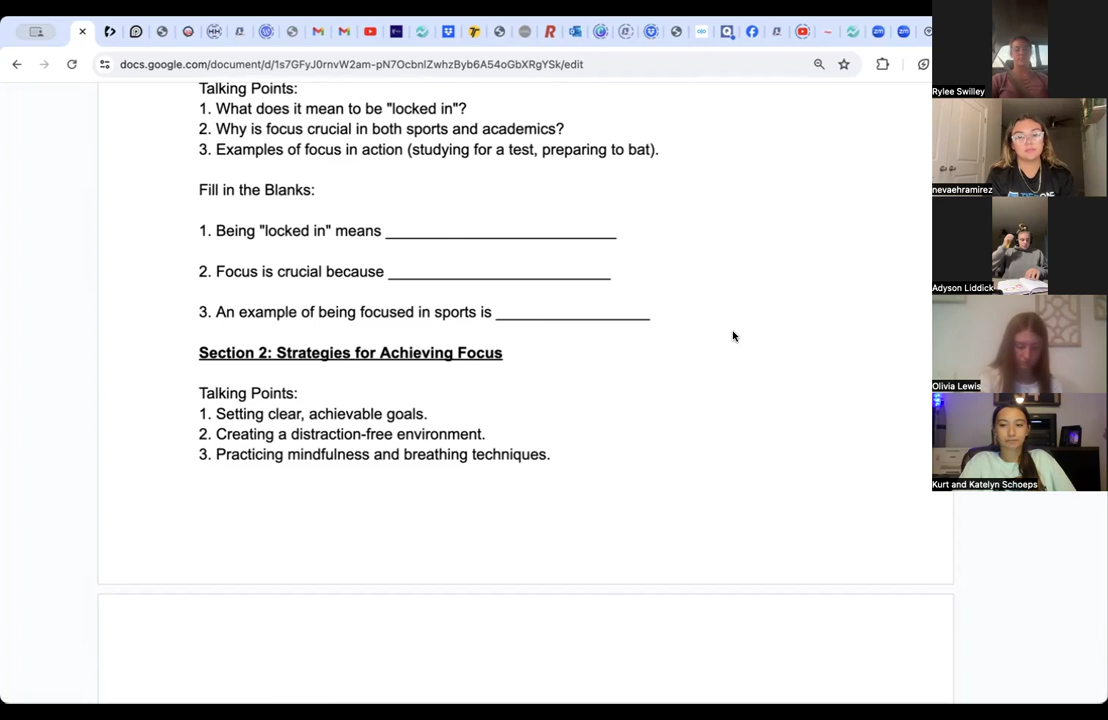 docs.google.com/document/d/1s7GFyJ0rnvW2am-pN7OcbnlZwhzByb6A54oGbXRgYSk/edit
Talking Points:
1. What does it mean to be "locked in"?
2. Why is focus crucial in both sports and academics?
3. Examples of focus in action (studying for a test, preparing to bat).
Fill in the Blanks:
1. Being "locked in" means ____________________________
2. Focus is crucial because ___________________________
3. An example of being focused in sports is ___________________
Section 2: Strategies for Achieving Focus
Talking Points:
1. Setting clear, achievable goals.
2. Creating a distraction-free environment.
3. Practicing mindfulness and breathing techniques.
Rylee Swilley
nevaehramirez
Adyson Liddick
Olivia Lewis
Kurt and Katelyn Schoeps